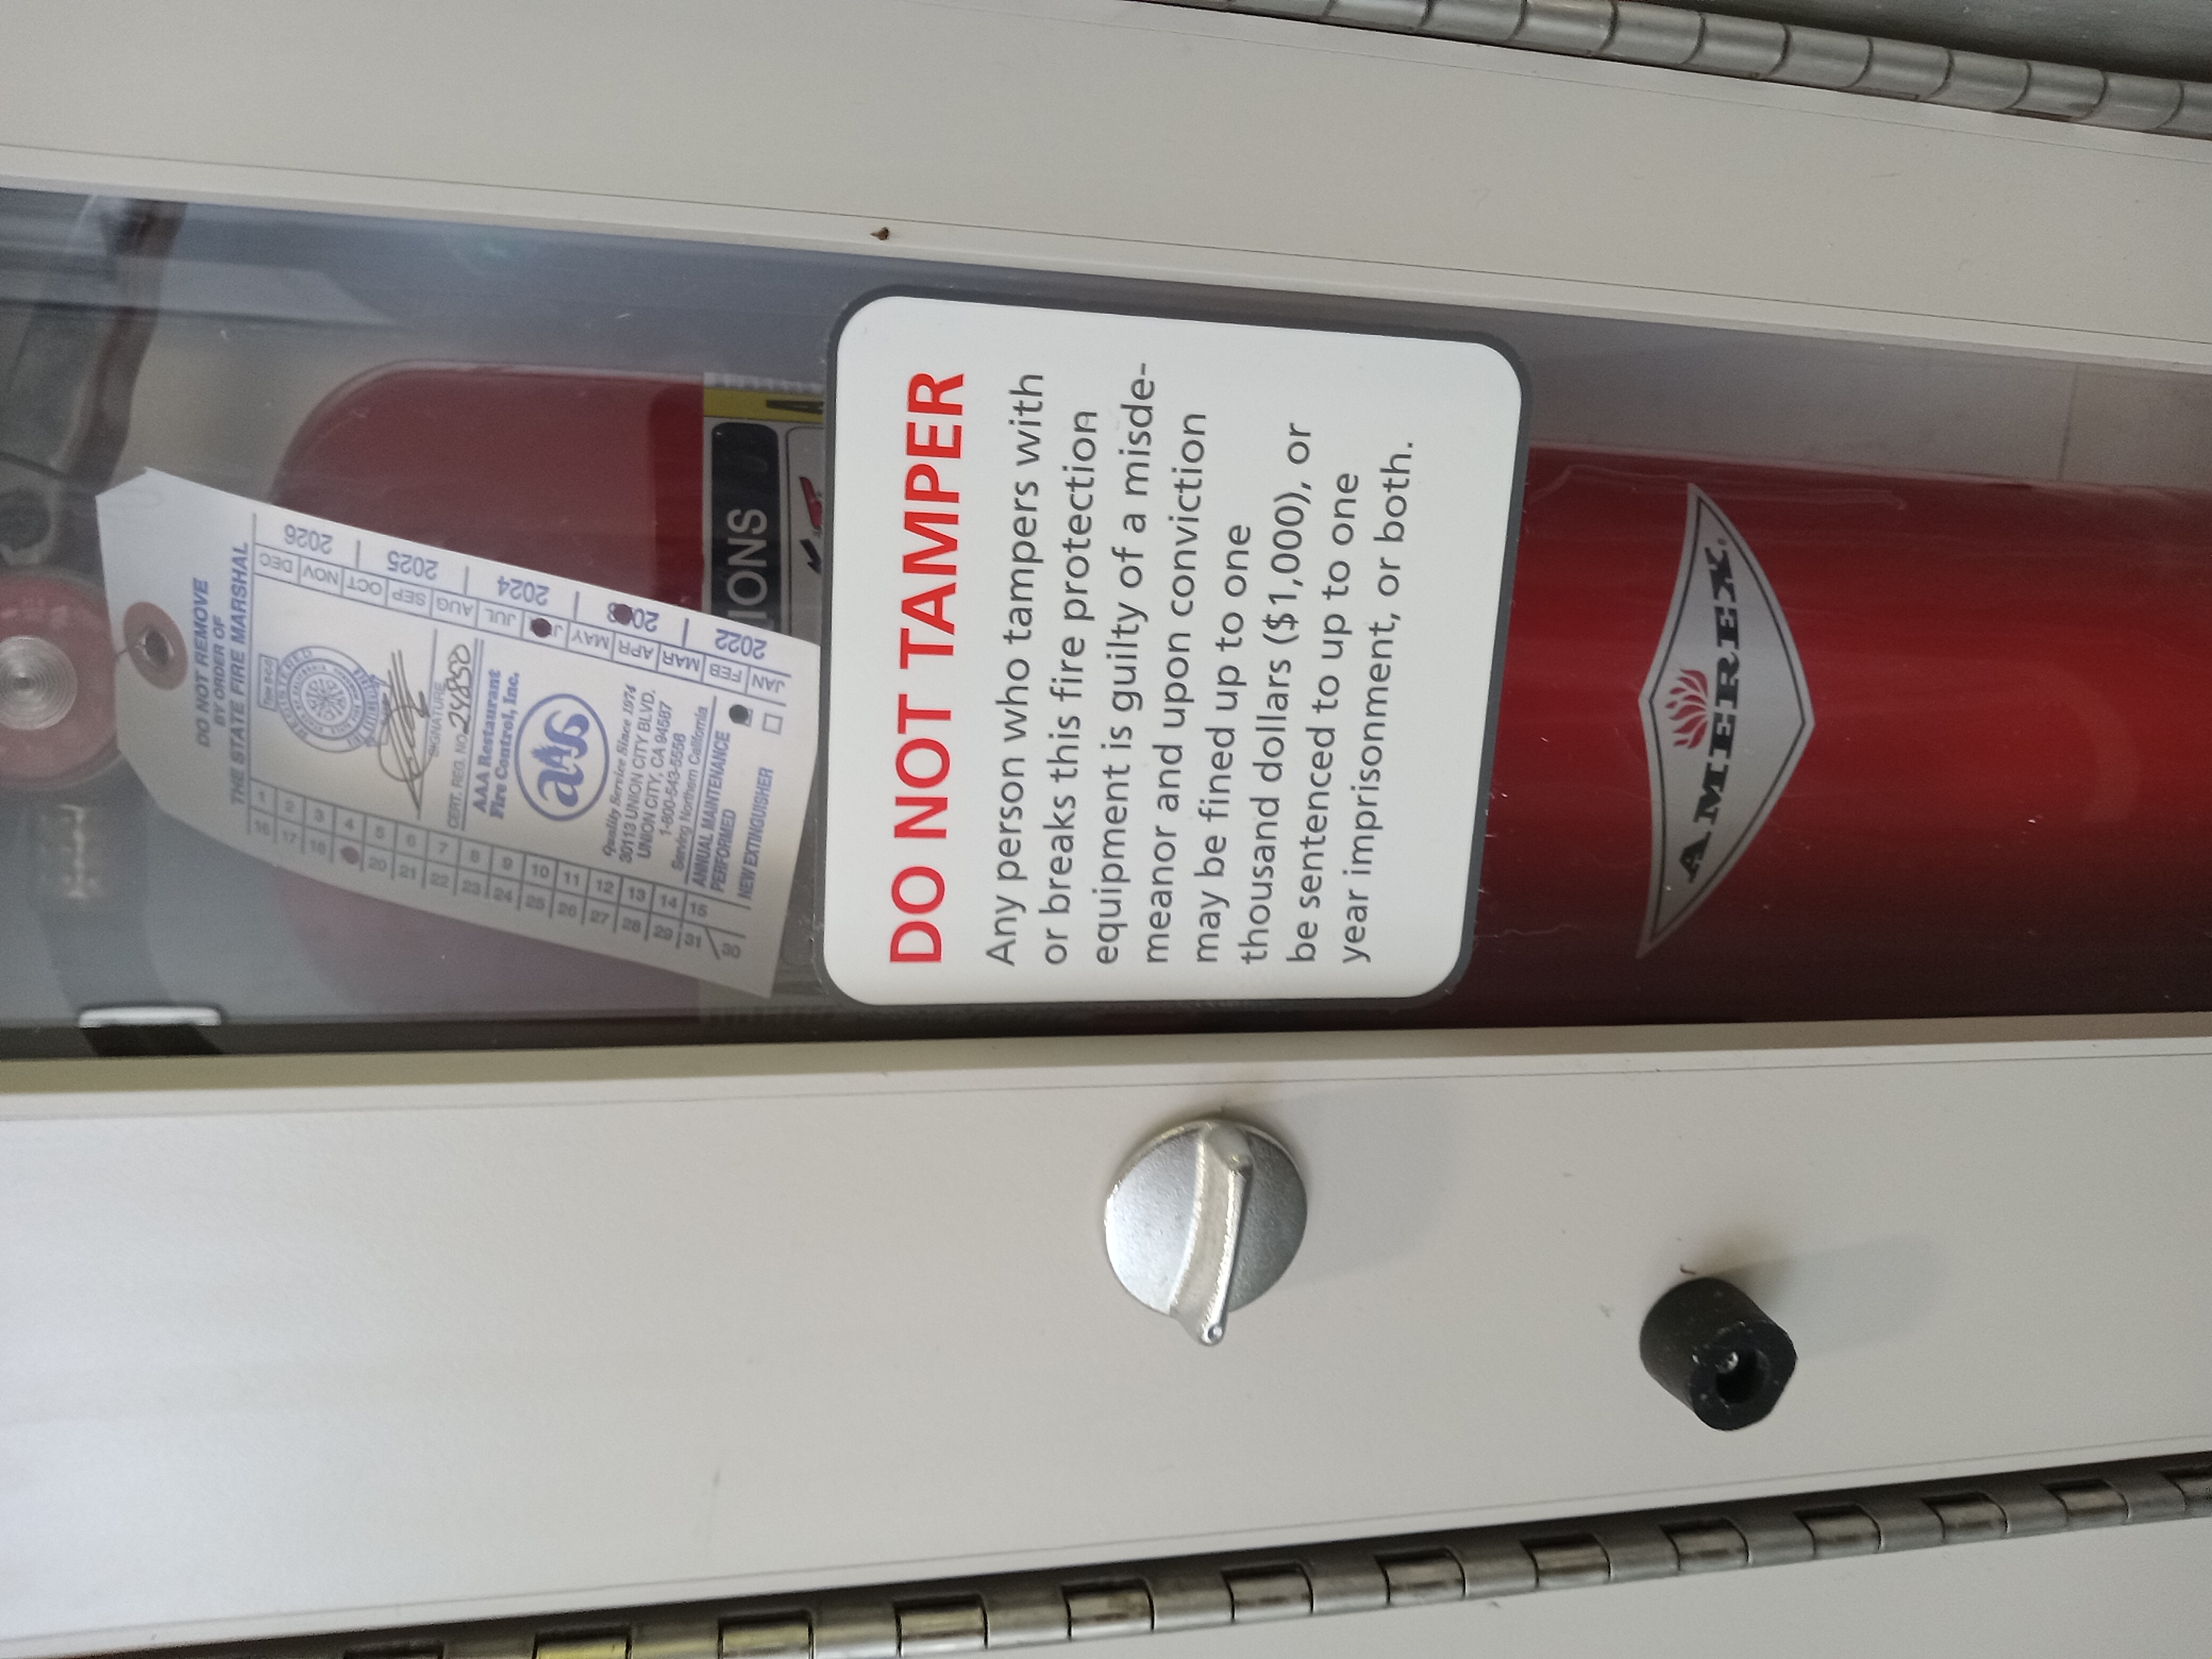 DO NOT REMOVE
BY ORDER OF
THE STATE FIRE MARSHAL
SIGNATURE
CERT. REG. NO. 24850
AAA Restaurant
Fire Control, Inc.
Quality Service Since 1974
30113 UNION CITY BLVD.
UNION CITY, CA 94587
1-800-543-5556
Serving Northern California
ANNUAL MAINTENANCE
PERFORMED
NEW EXTINGUISHER
1 2 3 4 5 6 7 8 9 10 11 12 13 14 15
16 17 18 20 21 22 23 24 25 26 27 28 29 31 30
JAN FEB MAR APR MAY JUL AUG SEP OCT NOV DEC
2022 2024 2025 2026
IONS
DO NOT TAMPER
Any person who tampers with
or breaks this fire protection
equipment is guilty of a misde-
meanor and upon conviction
may be fined up to one
thousand dollars ($1,000), or
be sentenced to up to one
year imprisonment, or both.
AMEREX